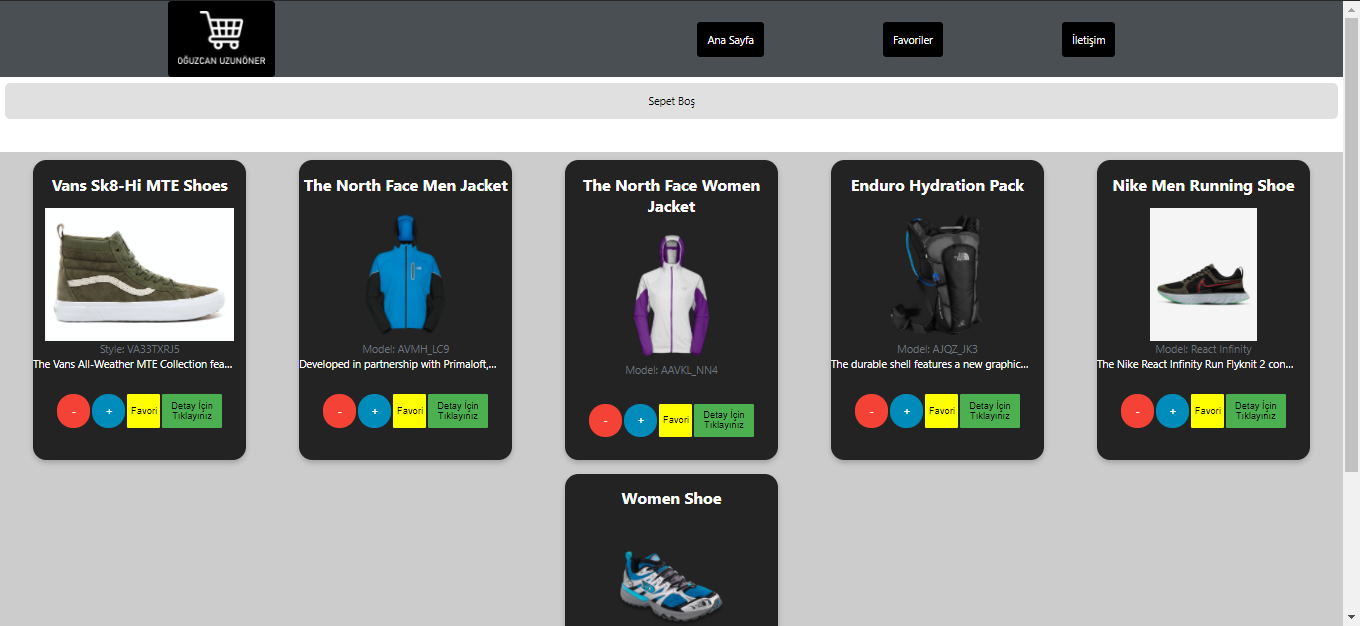 OĞUZCAN UZUNÖNER
Ana Sayfa
Favoriler
İletişim
Sepet Boş
Vans Sk8-Hi MTE Shoes
Style: VA33TXRJ5
The Vans All-Weather MTE Collection fea...
-
+
Favori
Detay İçin
Tıklayınız
The North Face Men Jacket
Model: AVMH_LC9
Developed in partnership with Primaloft,...
-
+
Favori
Detay İçin
Tıklayınız
The North Face Women
Jacket
Model: AAVKL_NN4
-
+
Favori
Detay İçin
Tıklayınız
Enduro Hydration Pack
Model: AJQZ_JK3
The durable shell features a new graphic...
-
+
Favori
Detay İçin
Tıklayınız
Nike Men Running Shoe
Model: React Infinity
The Nike React Infinity Run Flyknit 2 con...
-
+
Favori
Detay İçin
Tıklayınız
Women Shoe